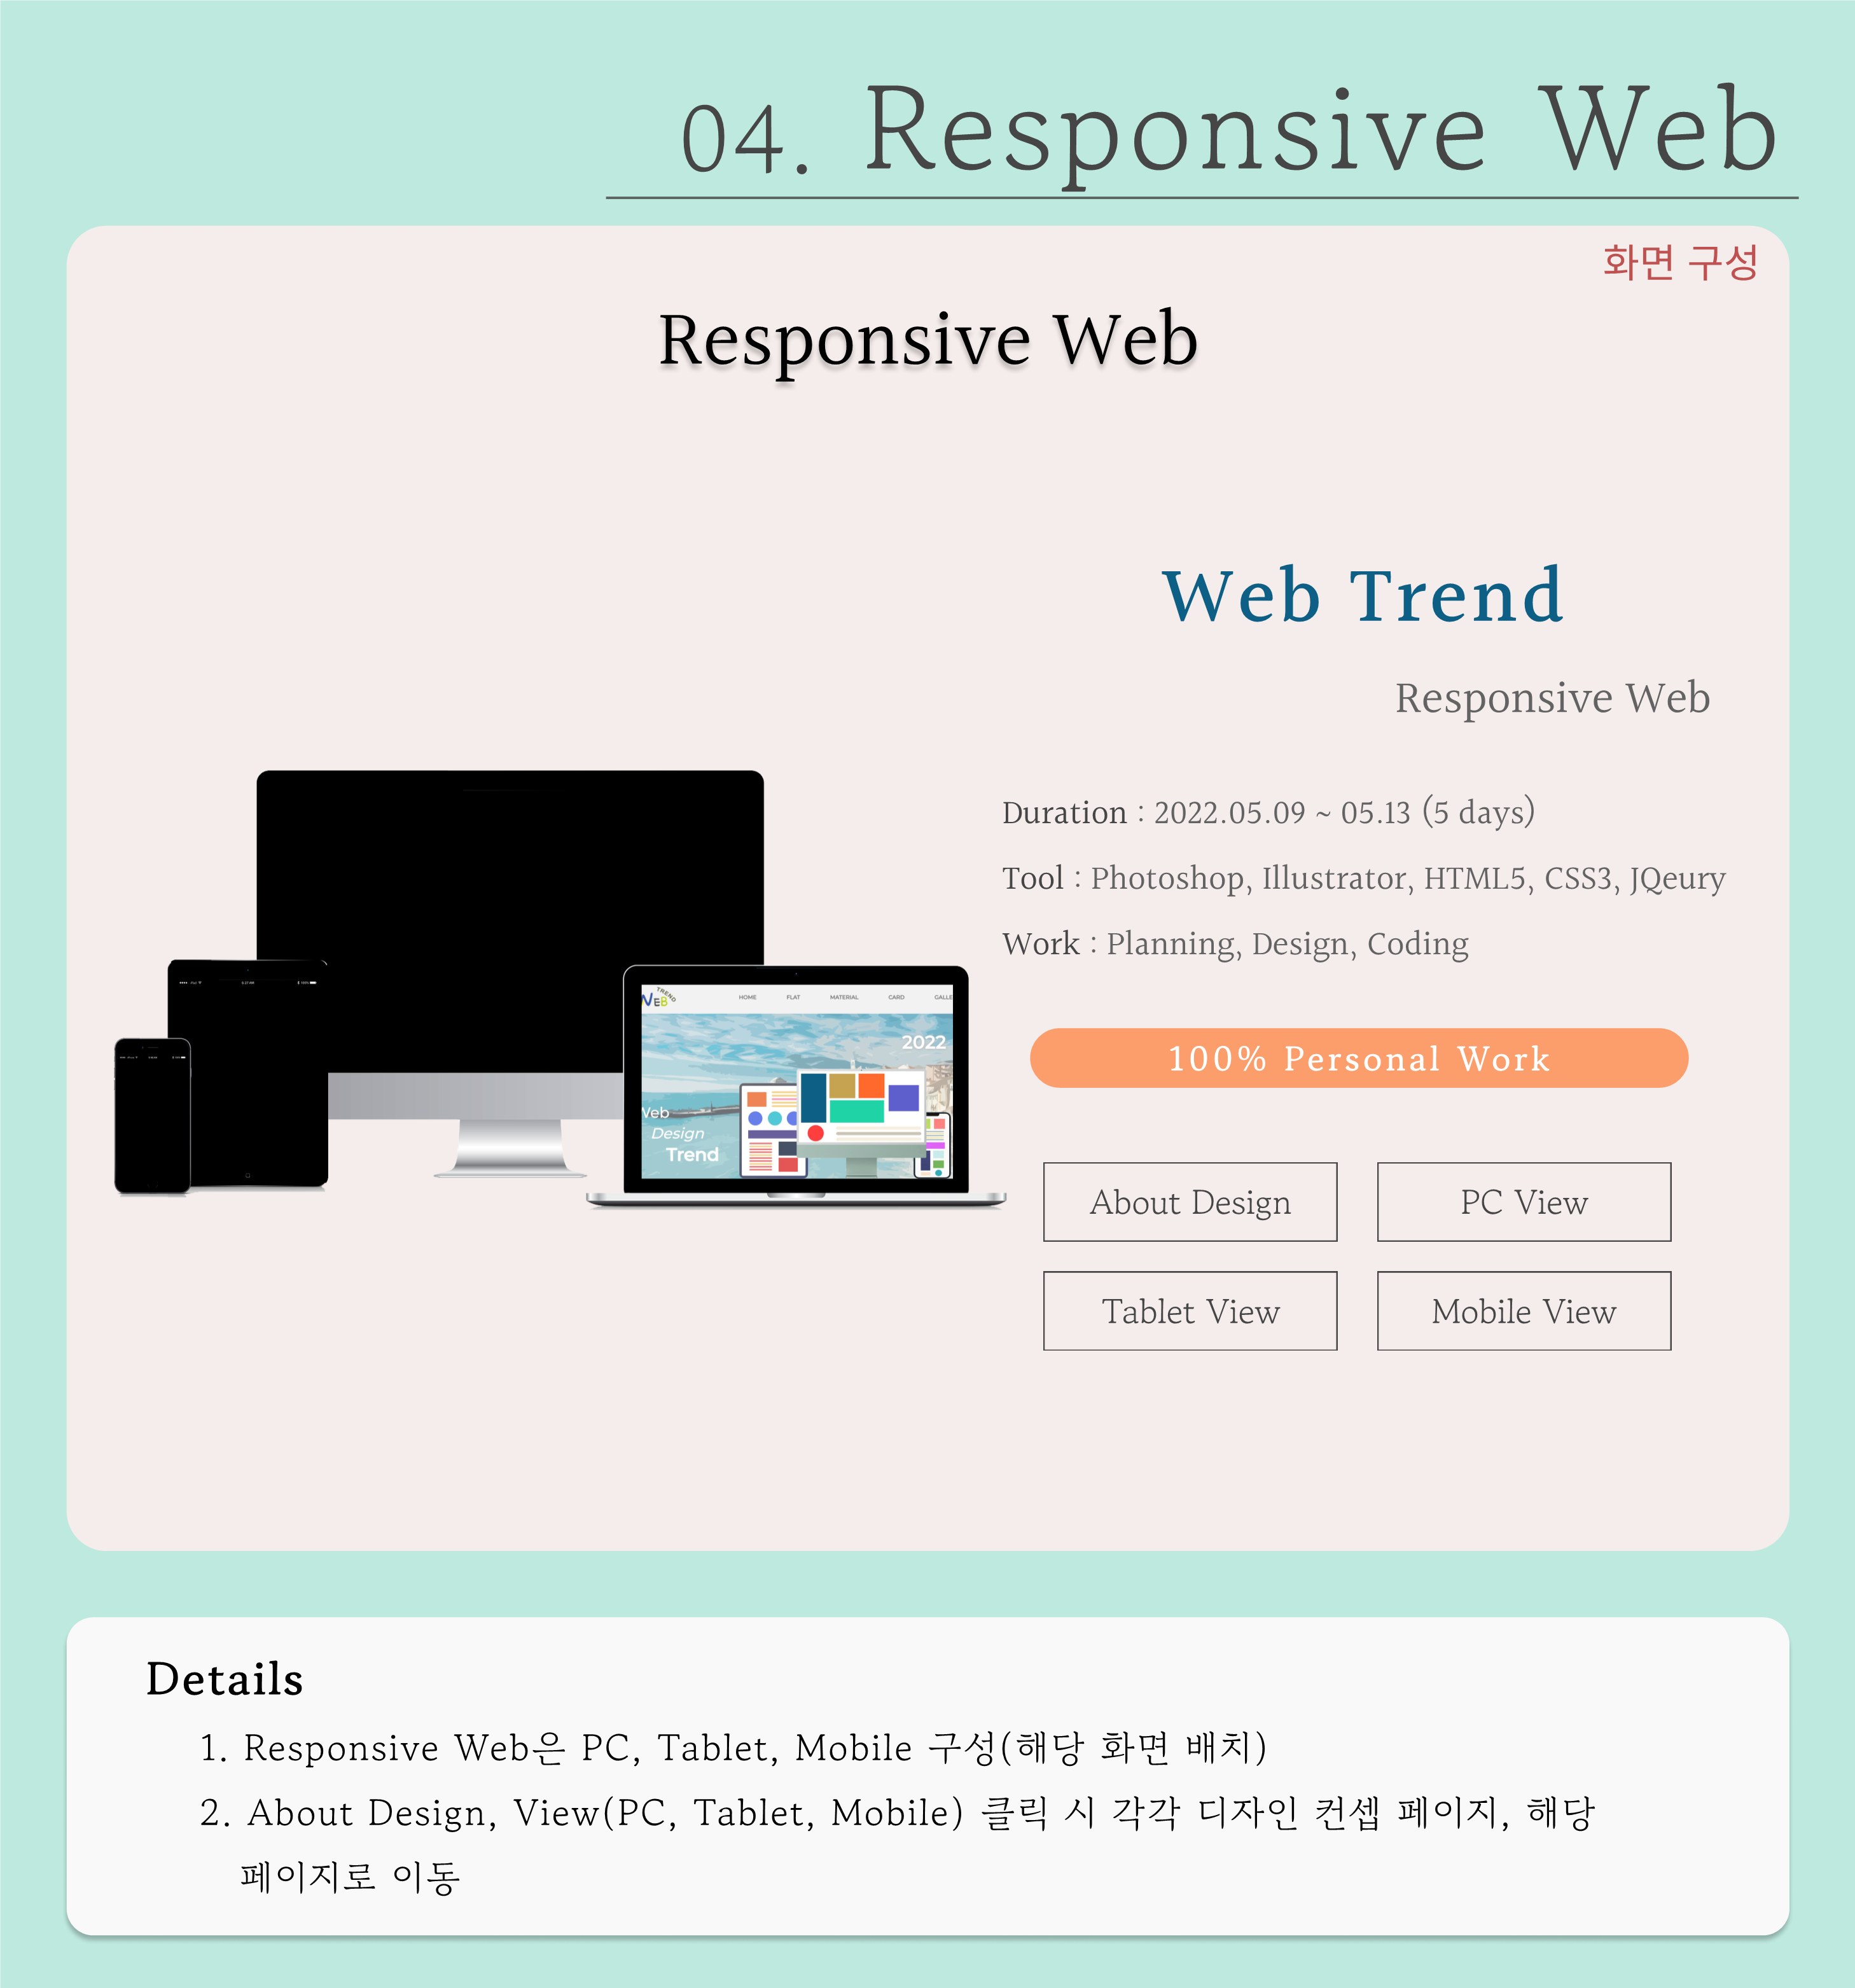 04. Responsive Web
화면 구성
Responsive Web
Web Trend
Responsive Web
Duration : 2022.05.09 ~ 05.13 (5 days)
Tool : Photoshop, Illustrator, HTML5, CSS3, JQeury
Work : Planning, Design, Coding
WEB TREND
HOME FLAT MATERIAL CARD GALLE
2022
Web
Design
Trend
100% Personal Work
About Design PC View
Tablet View Mobile View
Details
1. Responsive Web은 PC, Tablet, Mobile 구성(해당 화면 배치)
2. About Design, View(PC, Tablet, Mobile) 클릭 시 각각 디자인 컨셉 페이지, 해당
페이지로 이동